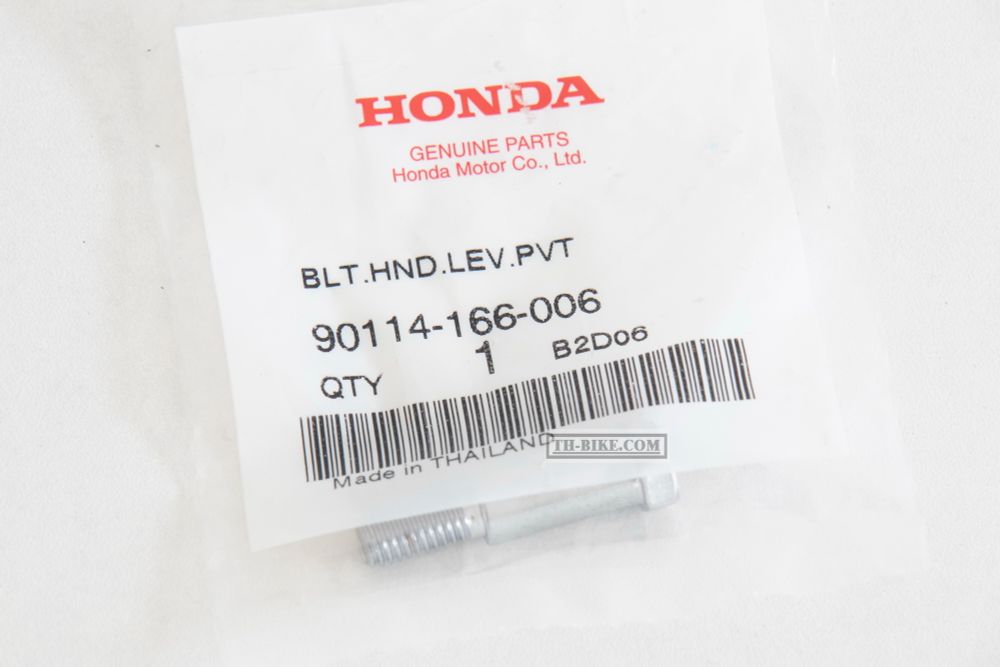 HONDA
GENUINE PARTS
Honda Motor Co., Ltd.
BLT.HND.LEV.PVT
90114-166-006
QTY 1 B2D06
Made in THAILAND
TH-BIKE.COM